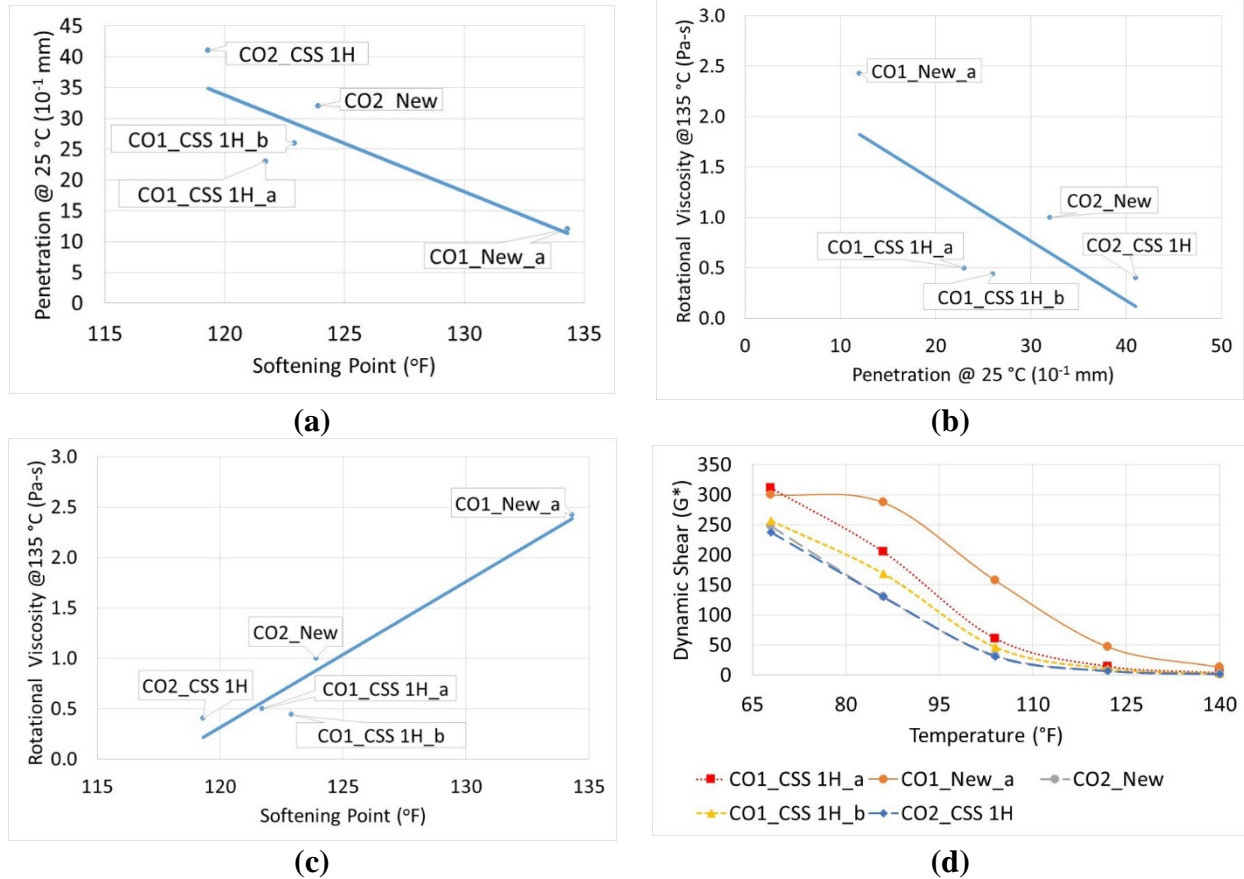 45
40
35
30
25
20
15
10
5
0
Penetration @ 25 °C (10⁻¹ mm)
CO2_CSS 1H
CO2_New
CO1_CSS 1H_b
CO1_CSS 1H_a
CO1_New_a
115 120 125 130 135
Softening Point (°F)
(a)
3.0
2.5
2.0
1.5
1.0
0.5
0.0
Rotational Viscosity @135 °C (Pa-s)
CO1_New_a
CO2_New
CO1_CSS 1H_a
CO2_CSS 1H
CO1_CSS 1H_b
0 10 20 30 40 50
Penetration @ 25 °C (10⁻¹ mm)
(b)
3.0
2.5
2.0
1.5
1.0
0.5
0.0
Rotational Viscosity @135 °C (Pa-s)
CO1_New_a
CO2_New
CO2_CSS 1H
CO1_CSS 1H_a
CO1_CSS 1H_b
115 120 125 130 135
Softening Point (°F)
(c)
350
300
250
200
150
100
50
0
Dynamic Shear (G*)
65 80 95 110 125 140
Temperature (°F)
CO1_CSS 1H_a CO1_New_a CO2_New
CO1_CSS 1H_b CO2_CSS 1H
(d)